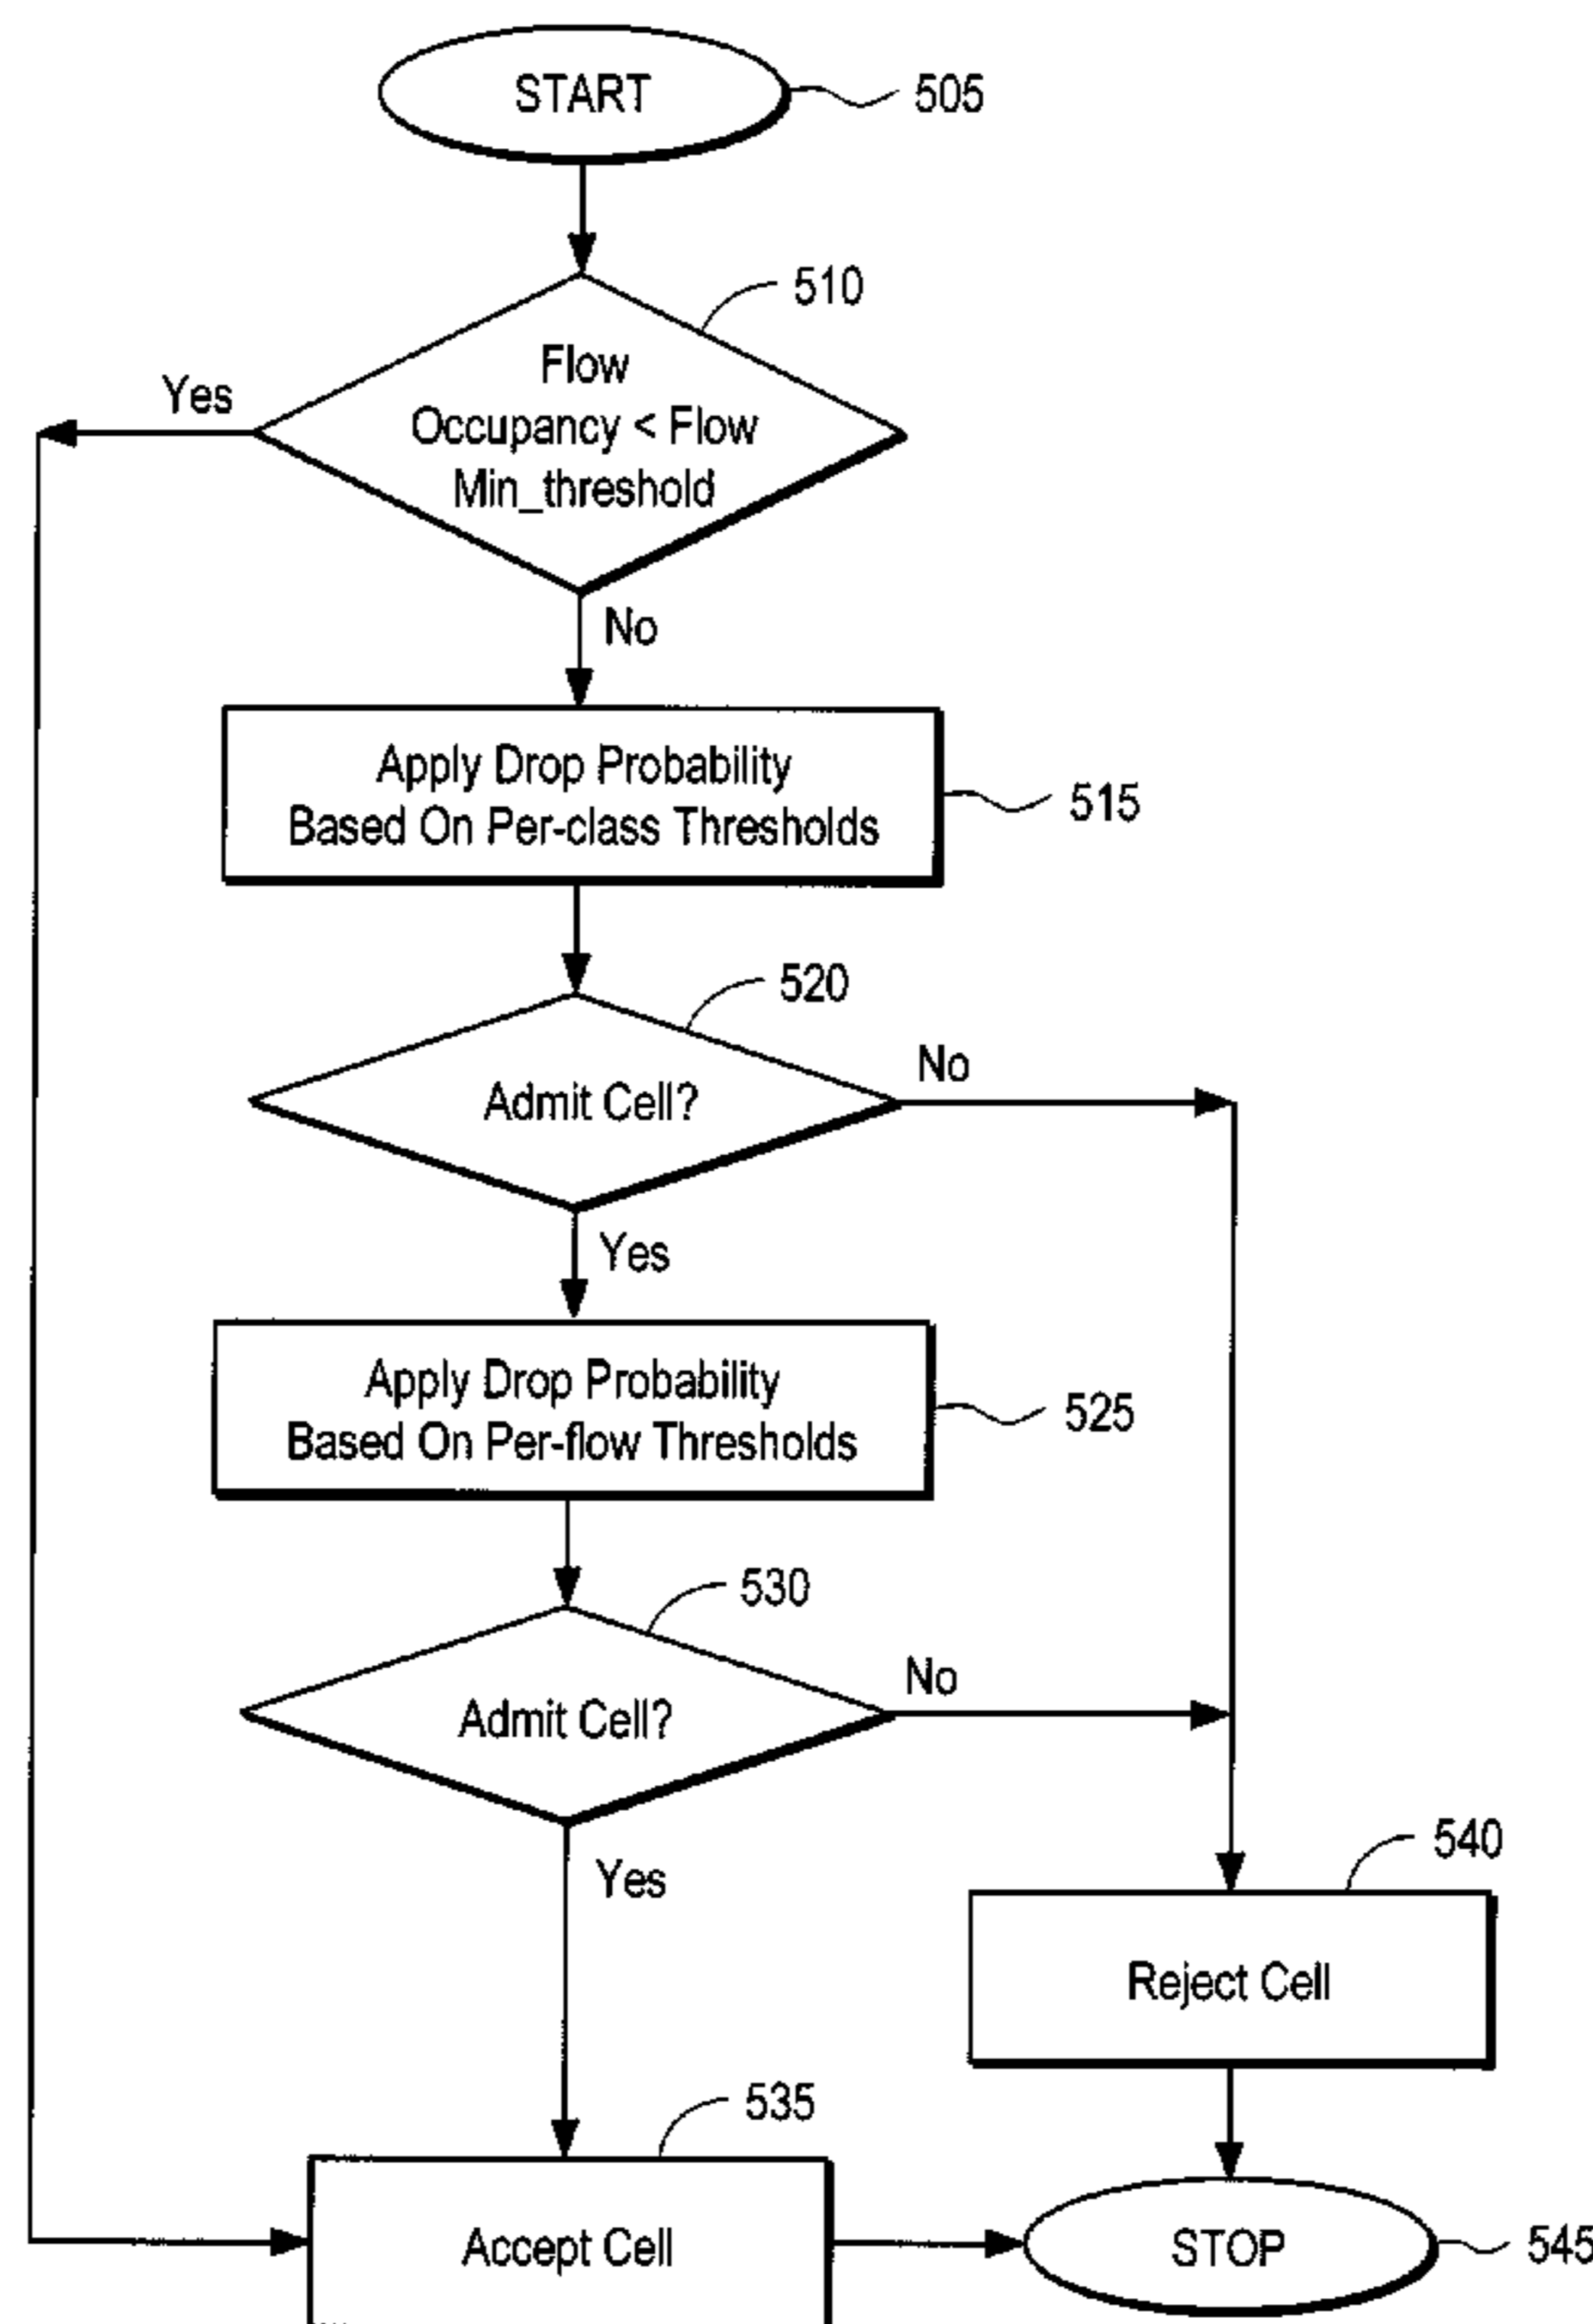 START
505
510
Flow
Occupancy < Flow
Min_threshold
Yes
No
Apply Drop Probability
Based On Per-class Thresholds
515
520
Admit Cell?
No
Yes
Apply Drop Probability
Based On Per-flow Thresholds
525
530
Admit Cell?
No
Yes
540
Reject Cell
535
Accept Cell
STOP
545